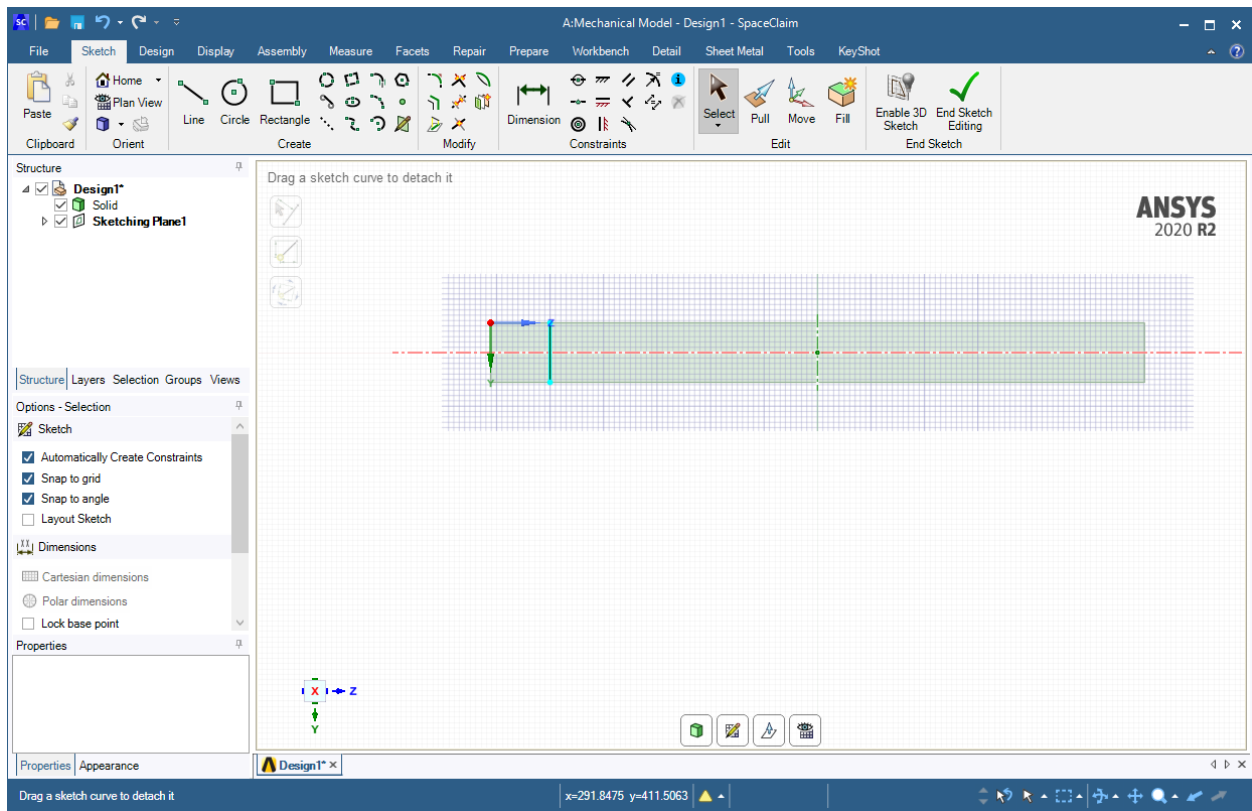 SC
A:Mechanical Model - Design1 - SpaceClaim
File Sketch Design Display Assembly Measure Facets Repair Prepare Workbench Detail Sheet Metal Tools KeyShot
Paste
Clipboard
Home
Plan View
Orient
Line Circle Rectangle
Create
Modify
Dimension
Constraints
Select Pull Move Fill
Edit
Enable 3D Sketch
End Sketch Editing
End Sketch
Structure
Design1*
Solid
Sketching Plane1
Structure Layers Selection Groups Views
Options - Selection
Sketch
Automatically Create Constraints
Snap to grid
Snap to angle
Layout Sketch
Dimensions
Cartesian dimensions
Polar dimensions
Lock base point
Properties
Properties Appearance
Drag a sketch curve to detach it
ANSYS
2020 R2
Z
Y
X Z
Y
Design1*
Drag a sketch curve to detach it
x=291.8475 y=411.5063